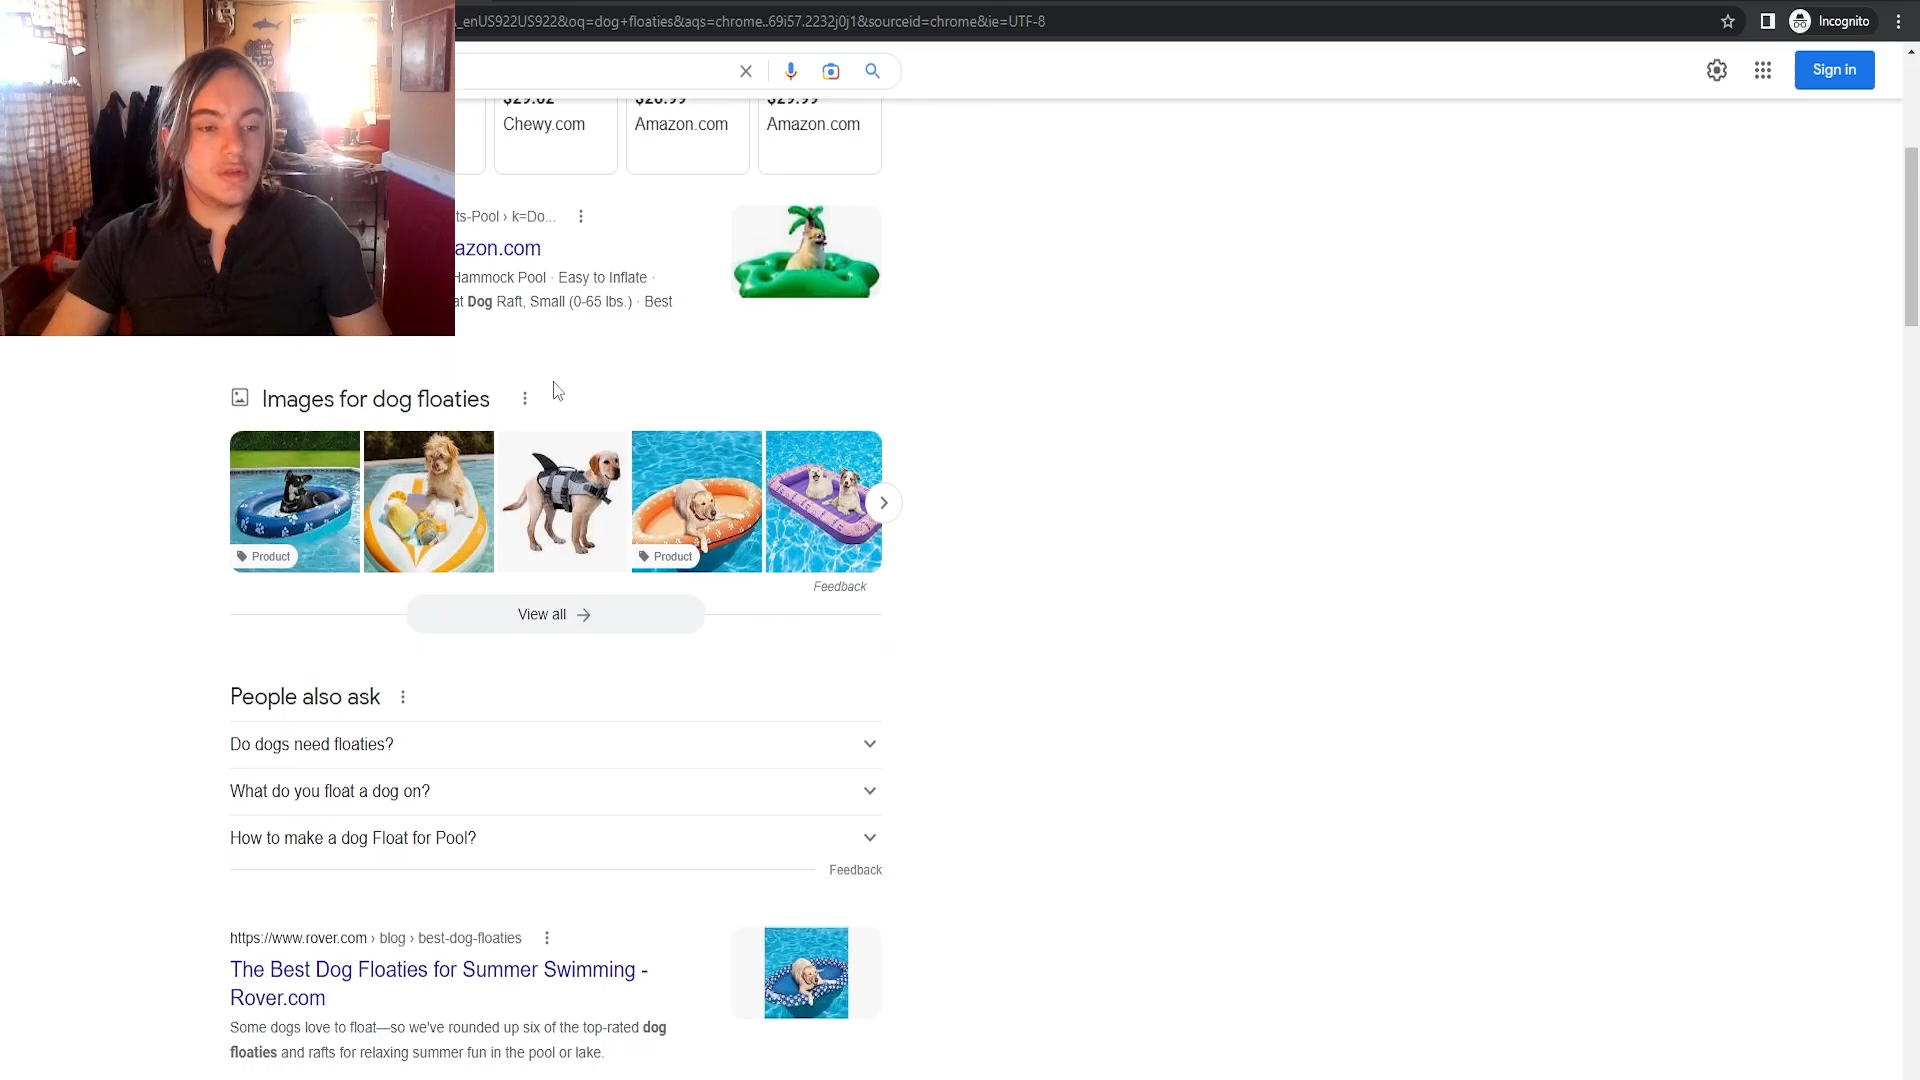 _enUS922US922&oq=dog+floaties&aqs=chrome..69i57.2232j0j1&sourceid=chrome&ie=UTF-8
Incognito
Sign in
$29.99
Chewy.com
Amazon.com
Amazon.com
ts-Pool › k=Do...
azon.com
Hammock Pool · Easy to Inflate ·
at Dog Raft, Small (0-65 lbs.) · Best
Images for dog floaties
Product
Product
Feedback
View all
People also ask
Do dogs need floaties?
What do you float a dog on?
How to make a dog Float for Pool?
Feedback
https://www.rover.com › blog › best-dog-floaties
The Best Dog Floaties for Summer Swimming -
Rover.com
Some dogs love to float—so we've rounded up six of the top-rated dog
floaties and rafts for relaxing summer fun in the pool or lake.